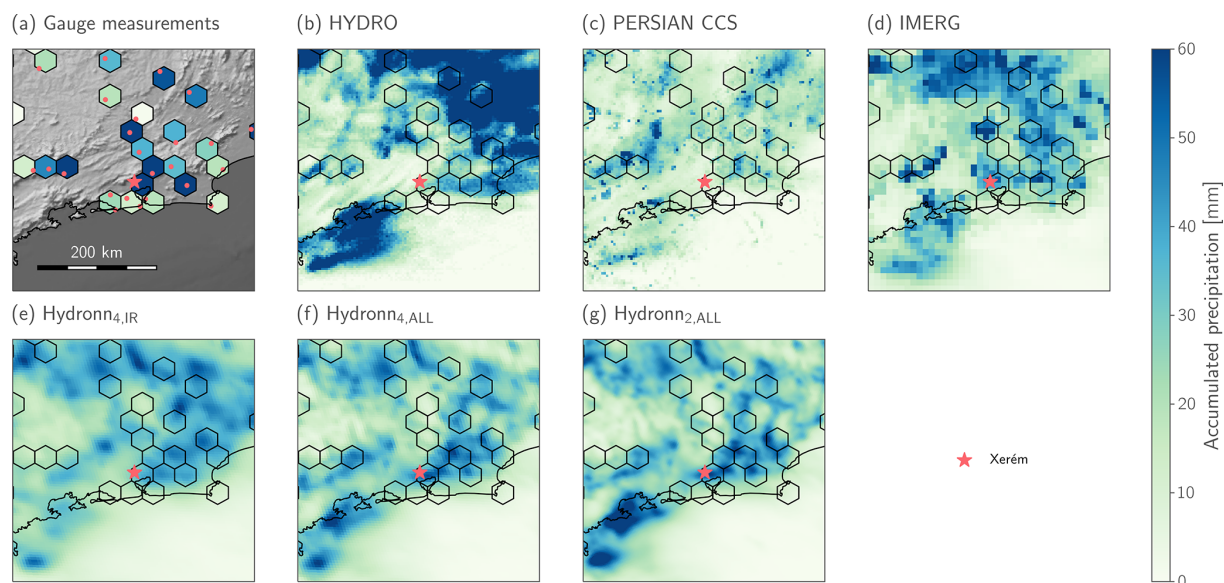 (a) Gauge measurements
(b) HYDRO
(c) PERSIAN CCS
(d) IMERG
200 km
60
50
40
30
20
10
0
Accumulated precipitation [mm]
(e) Hydronn4,IR
(f) Hydronn4,ALL
(g) Hydronn2,ALL
Xerém